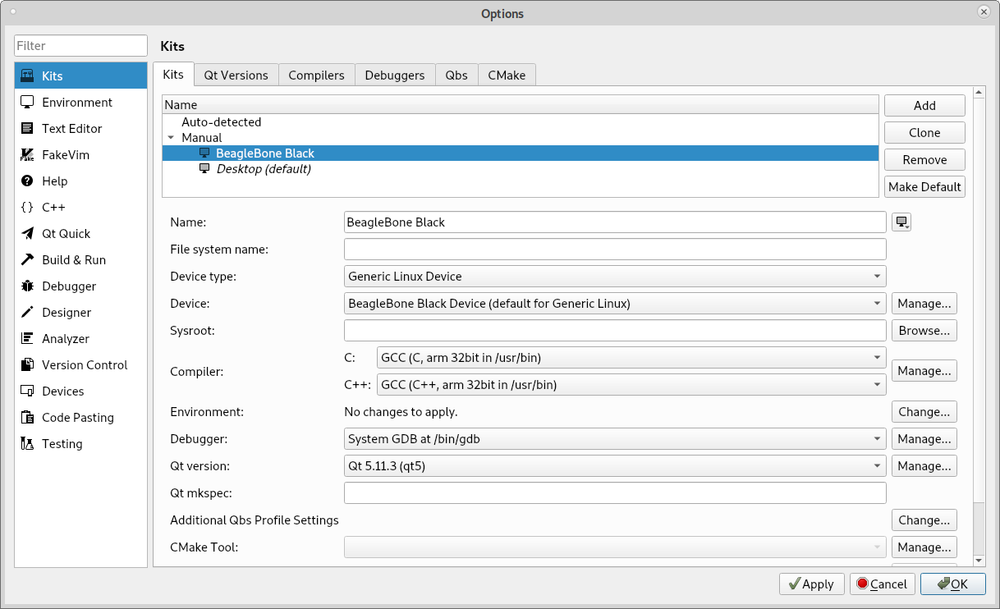 Options
Filter
Kits
Environment
Text Editor
FakeVim
Help
C++
Qt Quick
Build & Run
Debugger
Designer
Analyzer
Version Control
Devices
Code Pasting
Testing
Kits
Kits Qt Versions Compilers Debuggers Qbs CMake
Name
Auto-detected
Manual
BeagleBone Black
Desktop (default)
Add
Clone
Remove
Make Default
Name: BeagleBone Black
File system name:
Device type: Generic Linux Device
Device: BeagleBone Black Device (default for Generic Linux) Manage...
Sysroot: Browse...
Compiler: C: GCC (C, arm 32bit in /usr/bin)
C++: GCC (C++, arm 32bit in /usr/bin) Manage...
Environment: No changes to apply. Change...
Debugger: System GDB at /bin/gdb Manage...
Qt version: Qt 5.11.3 (qt5) Manage...
Qt mkspec:
Additional Qbs Profile Settings Change...
CMake Tool: Manage...
Apply Cancel OK